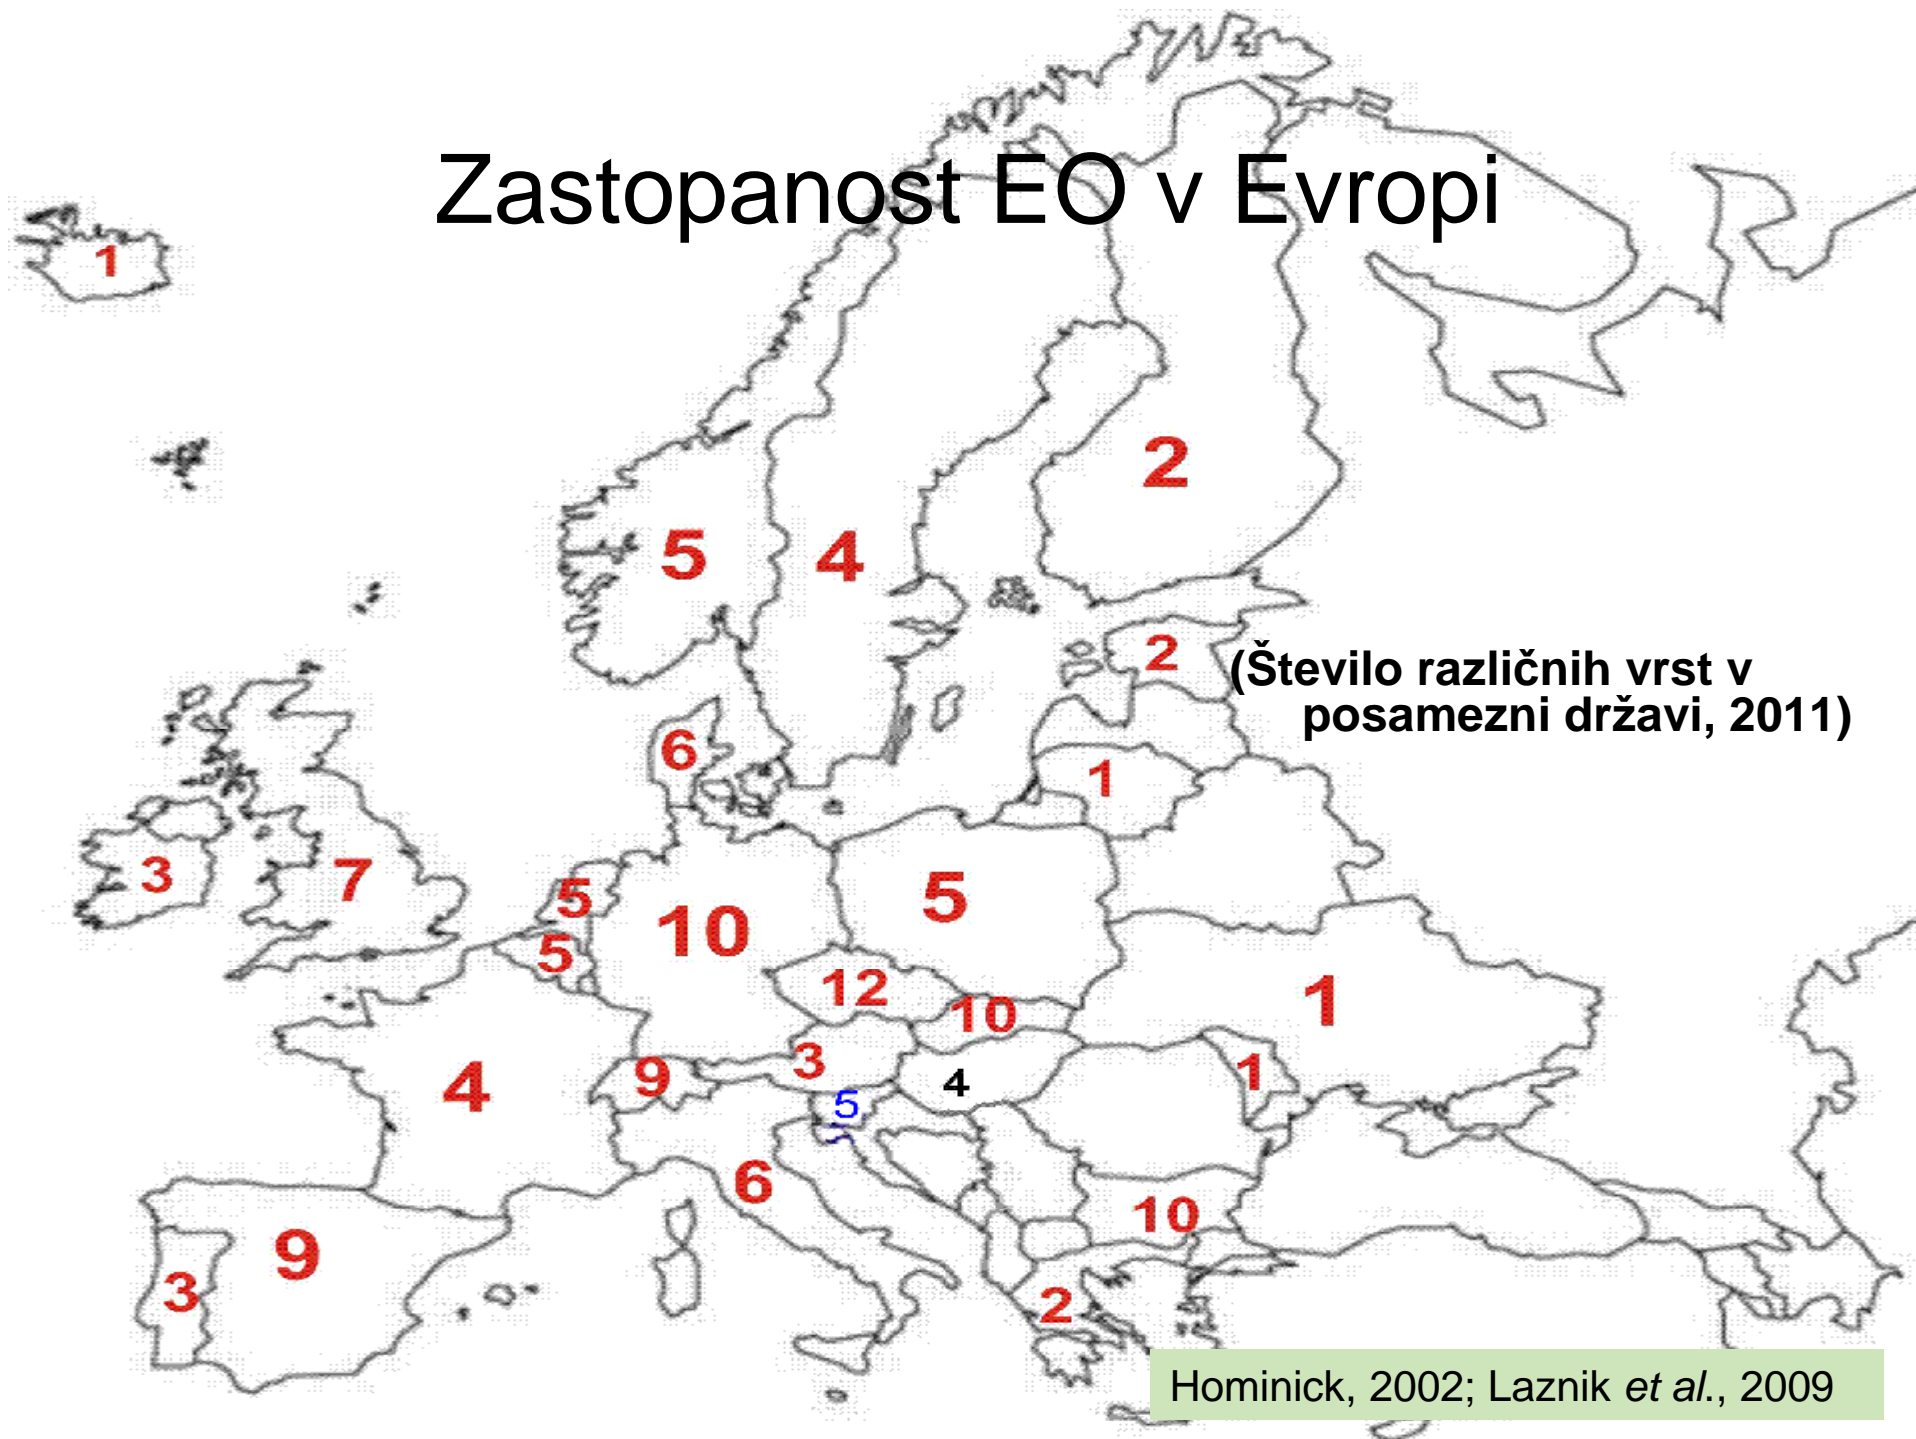 Zastopanost EO v Evropi
1
2
5 4
2
(Število različnih vrst v
posamezni državi, 2011)
6
1
3 7 5 10 5
5
12
10 1
3
4 9 4 1
5
6
10
9
3 2
Hominick, 2002; Laznik et al., 2009